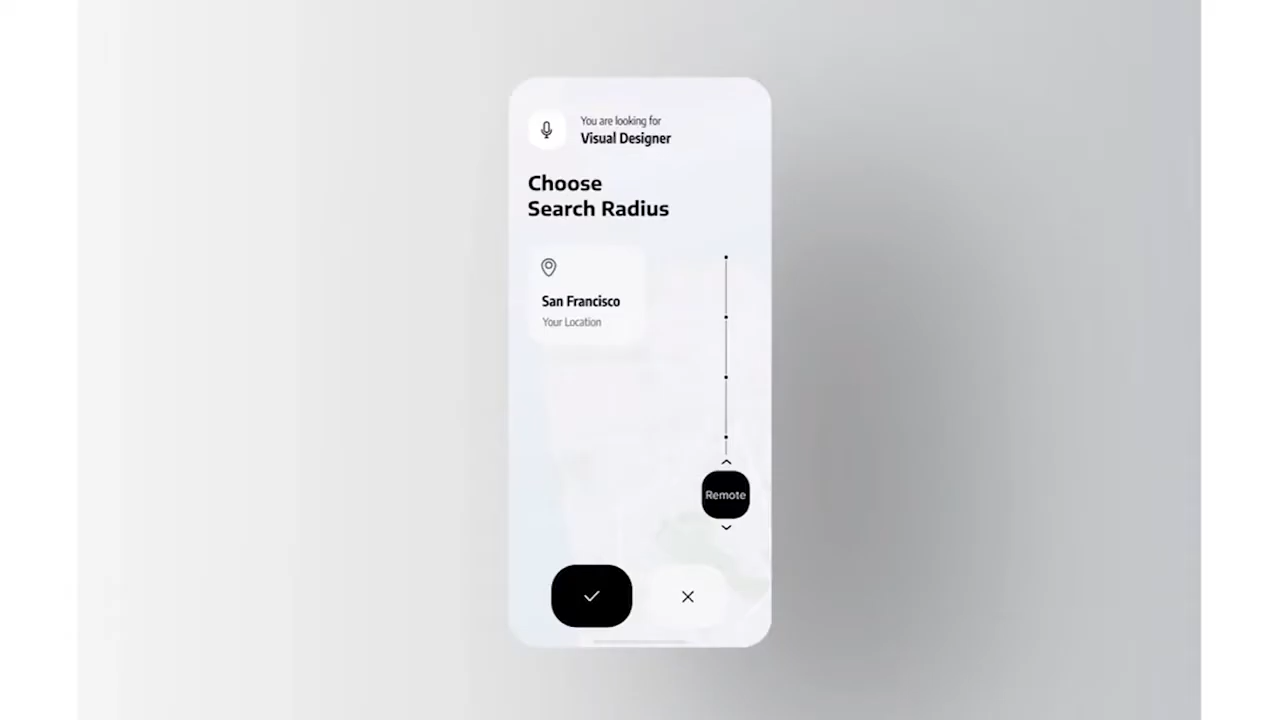 You are looking for
Visual Designer
Choose
Search Radius
San Francisco
Your Location
Remote